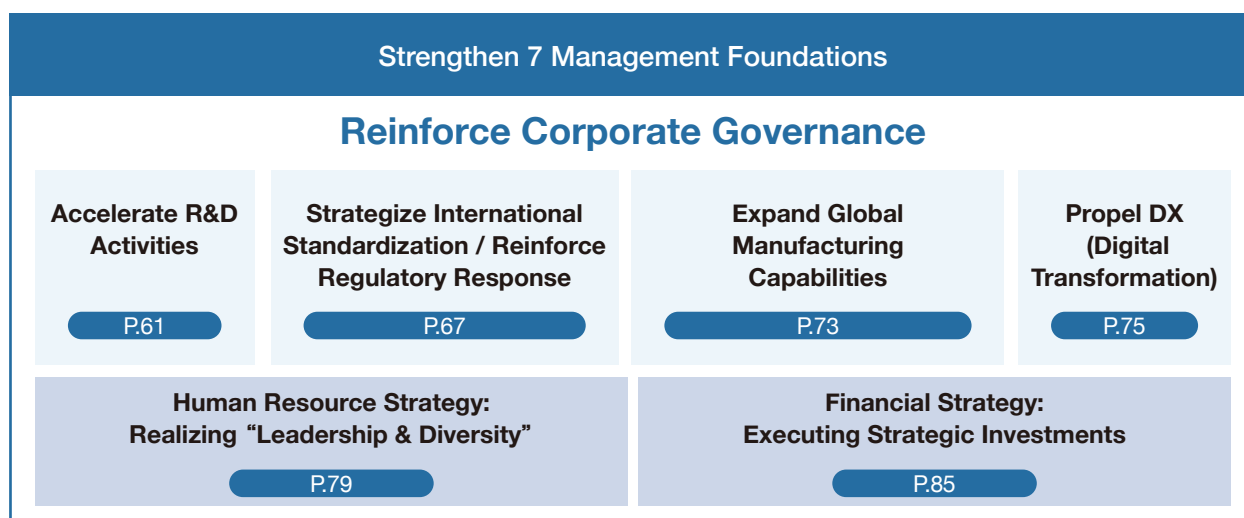 Strengthen 7 Management Foundations
Reinforce Corporate Governance
Accelerate R&D
Activities
P.61
Strategize International
Standardization / Reinforce
Regulatory Response
P.67
Expand Global
Manufacturing
Capabilities
P.73
Propel DX
(Digital
Transformation)
P.75
Human Resource Strategy:
Realizing “Leadership & Diversity”
P.79
Financial Strategy:
Executing Strategic Investments
P.85